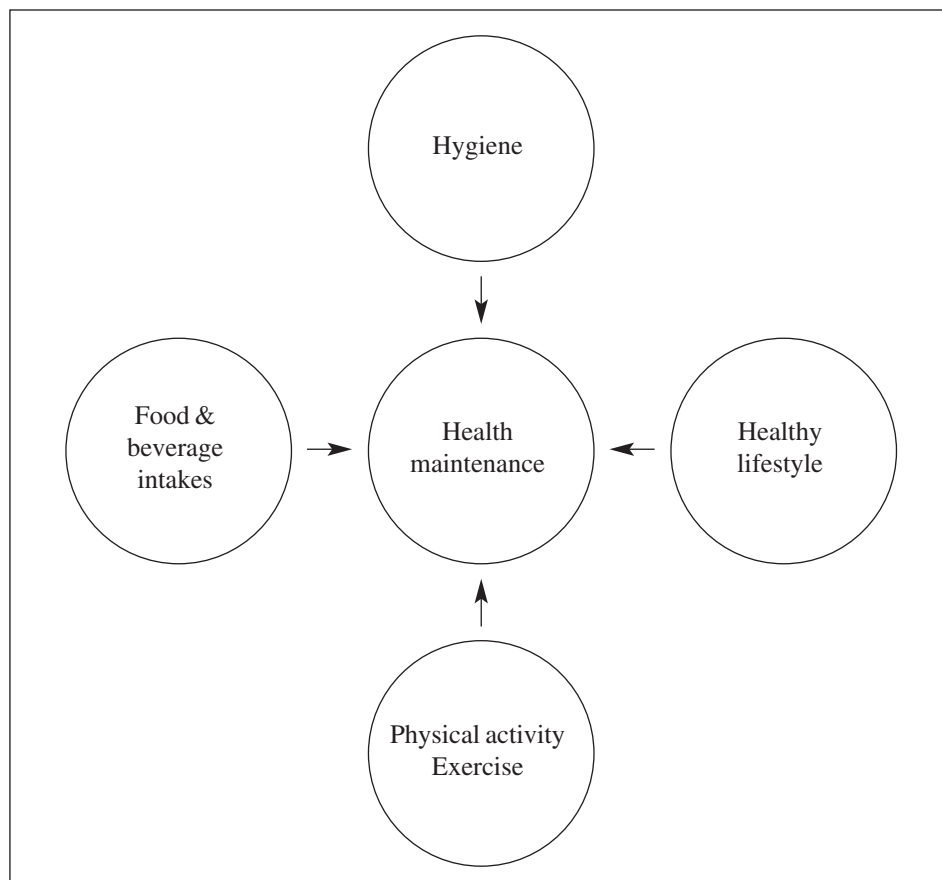 Hygiene
Food &
beverage
intakes
Health
maintenance
Healthy
lifestyle
Physical activity
Exercise